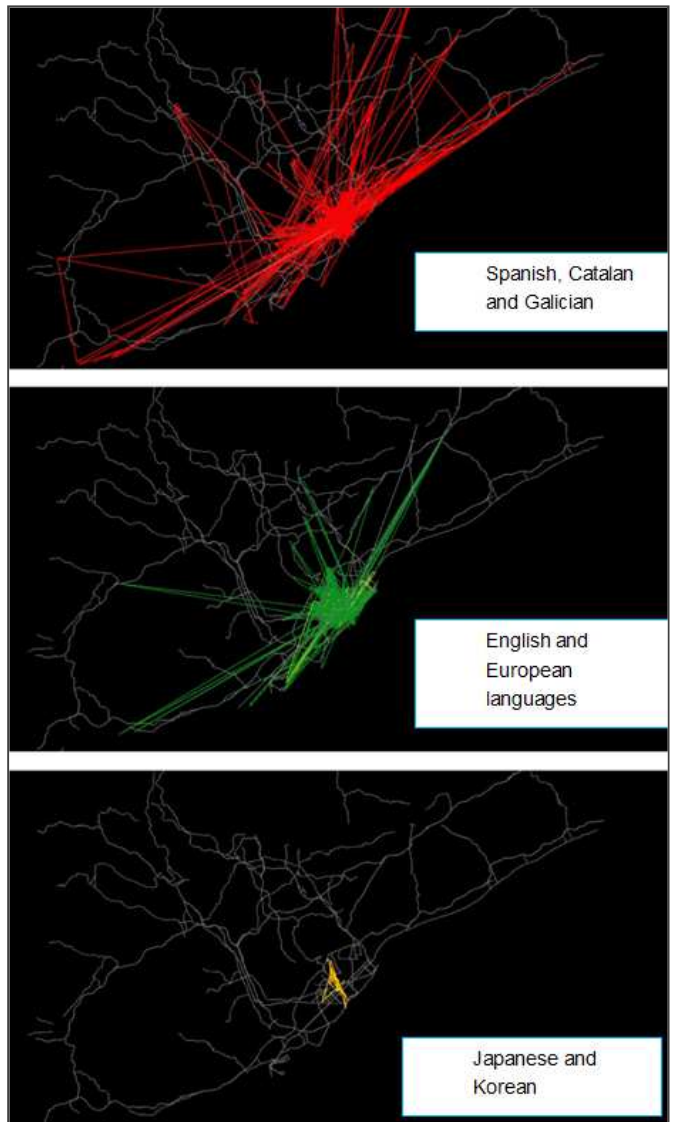 Spanish, Catalan
and Galician
English and
European
languages
Japanese and
Korean